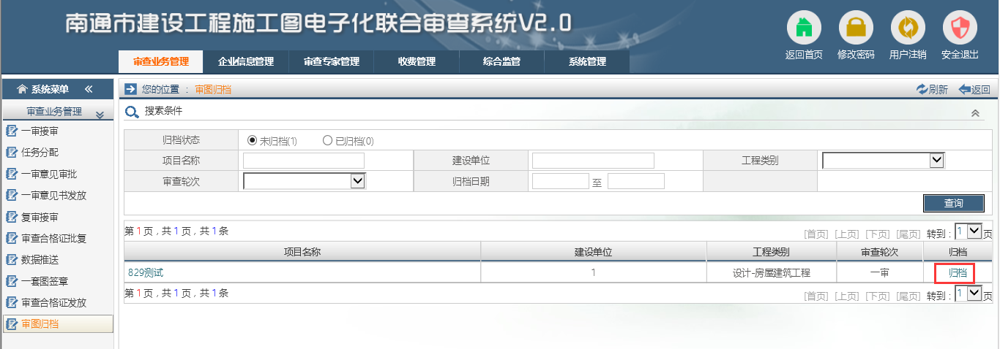 南通市建设工程施工图电子化联合审查系统V2.0
返回首页 修改密码 用户注销 安全退出
审查业务管理 企业信息管理 审查专家管理 收费管理 综合监管 系统管理
系统菜单 «
您的位置 ： 审图归档 刷新 返回
审查业务管理
搜索条件
一审接审
任务分配
一审意见审批
一审意见书发放
复审接审
审查合格证批复
数据推送
一套图签章
审查合格证发放
审图归档
归档状态 未归档(1) 已归档(0)
项目名称 建设单位 工程类别
审查轮次 归档日期 至
查询
第1页，共1页，共1条 [首页] [上页] [下页] [尾页] 转到：1页
项目名称 建设单位 工程类别 审查轮次 归档
829测试 1 设计-房屋建筑工程 一审 归档
第1页，共1页，共1条 [首页] [上页] [下页] [尾页] 转到：1页